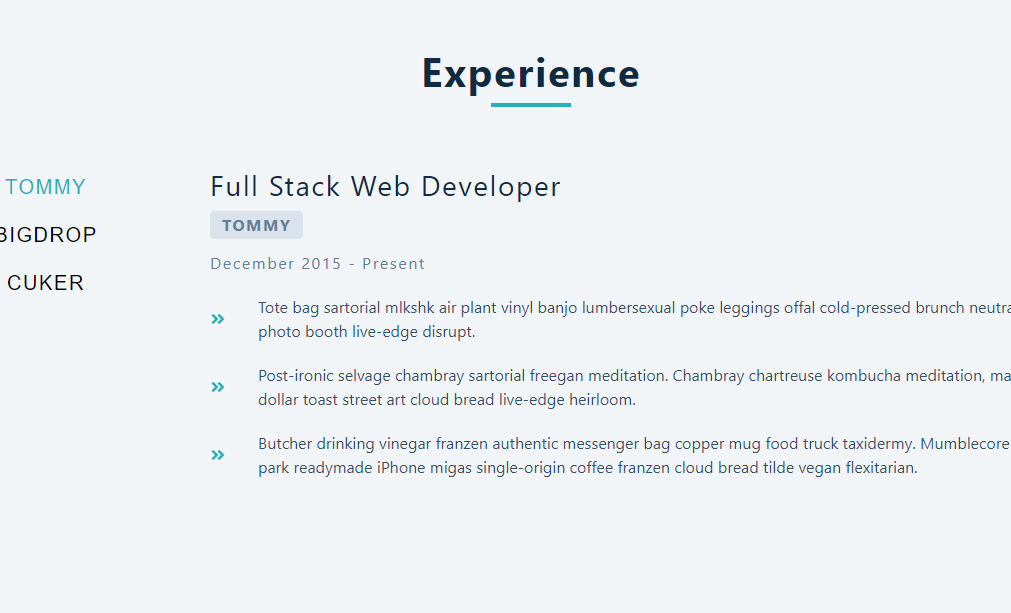 Experience
TOMMY
BIGDROP
CUKER
Full Stack Web Developer
TOMMY
December 2015 - Present
Tote bag sartorial mlkshk air plant vinyl banjo lumbersexual poke leggings offal cold-pressed brunch
photo booth live-edge disrupt.
Post-ironic selvage chambray sartorial freegan meditation. Chambray chartreuse kombucha meditation,
dollar toast street art cloud bread live-edge heirloom.
Butcher drinking vinegar franzen authentic messenger bag copper mug food truck taxidermy. Mumblecore
park readymade iPhone migas single-origin coffee franzen cloud bread tilde vegan flexitarian.